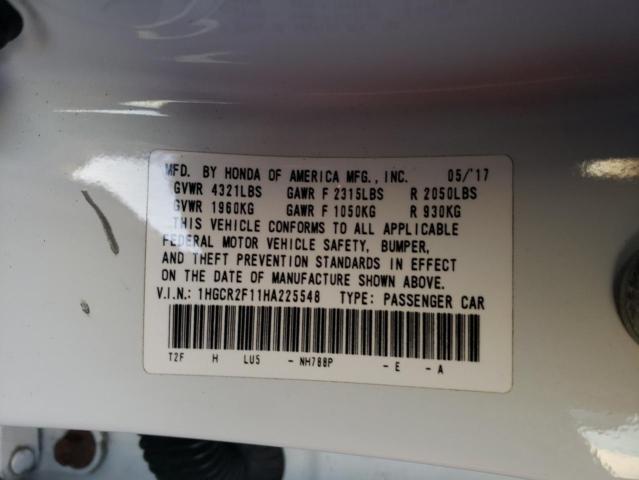 MFD. BY HONDA OF AMERICA MFG., INC. 05/'17
GVWR 4321LBS GAWR F 2315LBS R 2050LBS
GVWR 1960KG GAWR F 1050KG R 930KG
THIS VEHICLE CONFORMS TO ALL APPLICABLE
FEDERAL MOTOR VEHICLE SAFETY, BUMPER,
AND THEFT PREVENTION STANDARDS IN EFFECT
ON THE DATE OF MANUFACTURE SHOWN ABOVE.
V.I.N.: 1HGCR2F11HA225548 TYPE: PASSENGER CAR
T2F H LU5 - NH788P - E - A